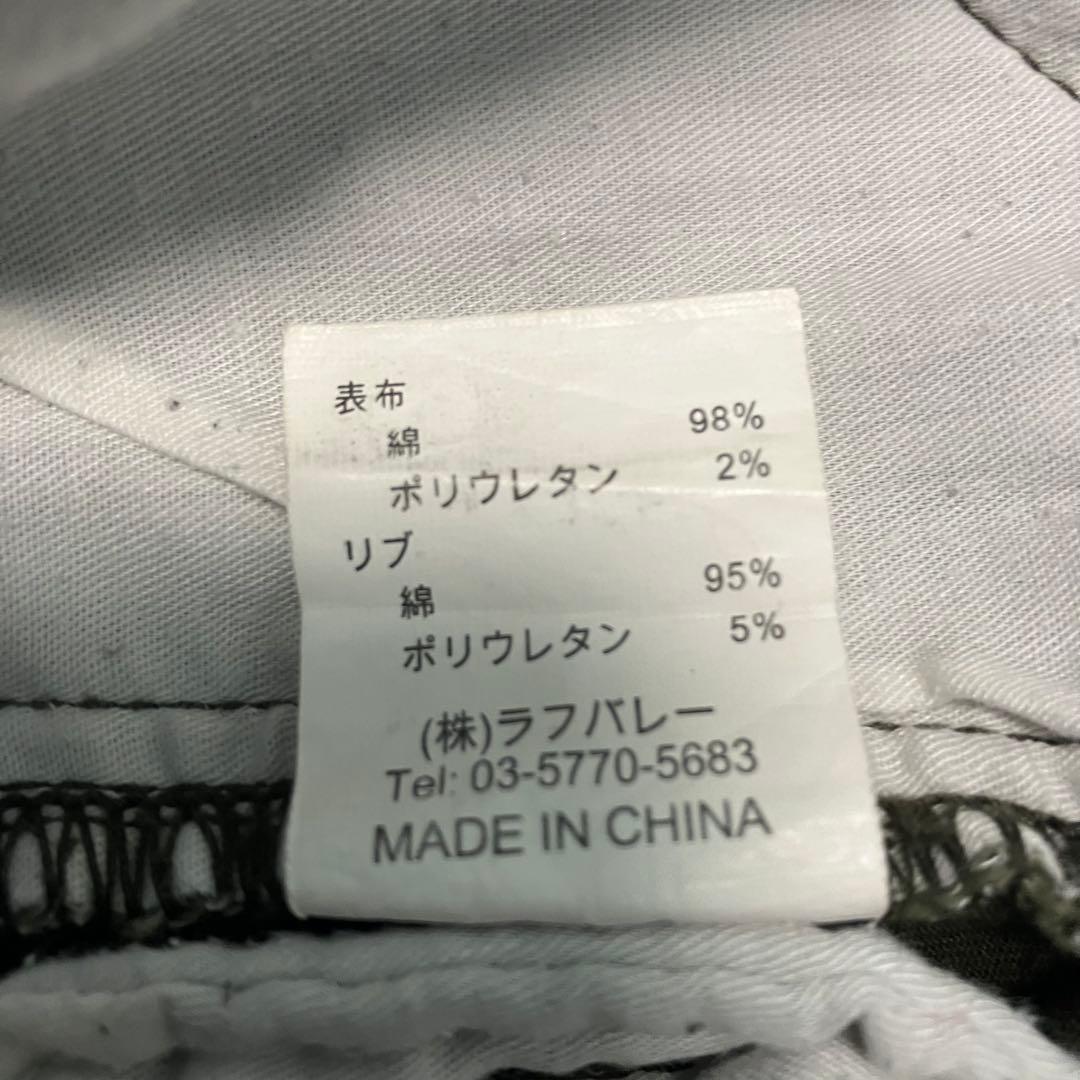 表布
綿 98%
ポリウレタン 2%
リブ
綿 95%
ポリウレタン 5%
(株)ラフバレー
Tel: 03-5770-5683
MADE IN CHINA